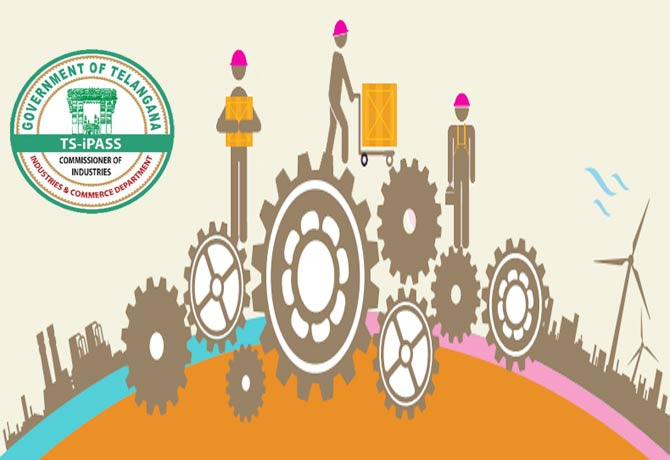 GOVERNMENT OF TELANGANA
TS-iPASS
COMMISSIONER OF
INDUSTRIES
INDUSTRIES & COMMERCE DEPARTMENT